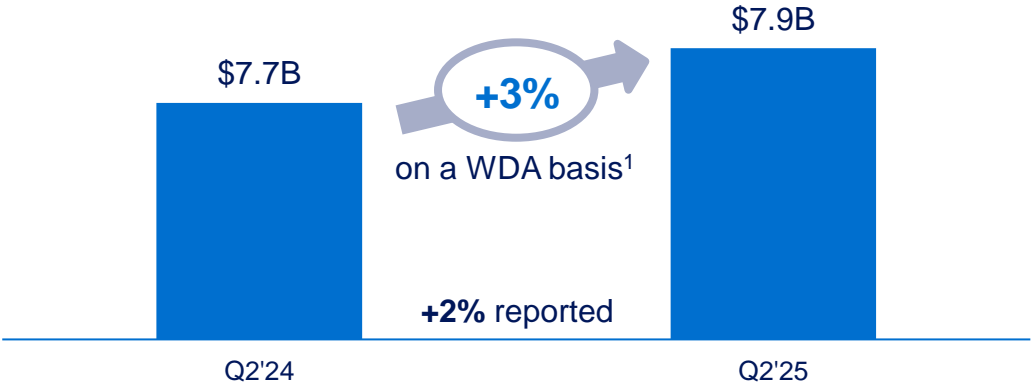 $7.9B
$7.7B
+3%
on a WDA basis¹
+2% reported
Q2'24
Q2'25